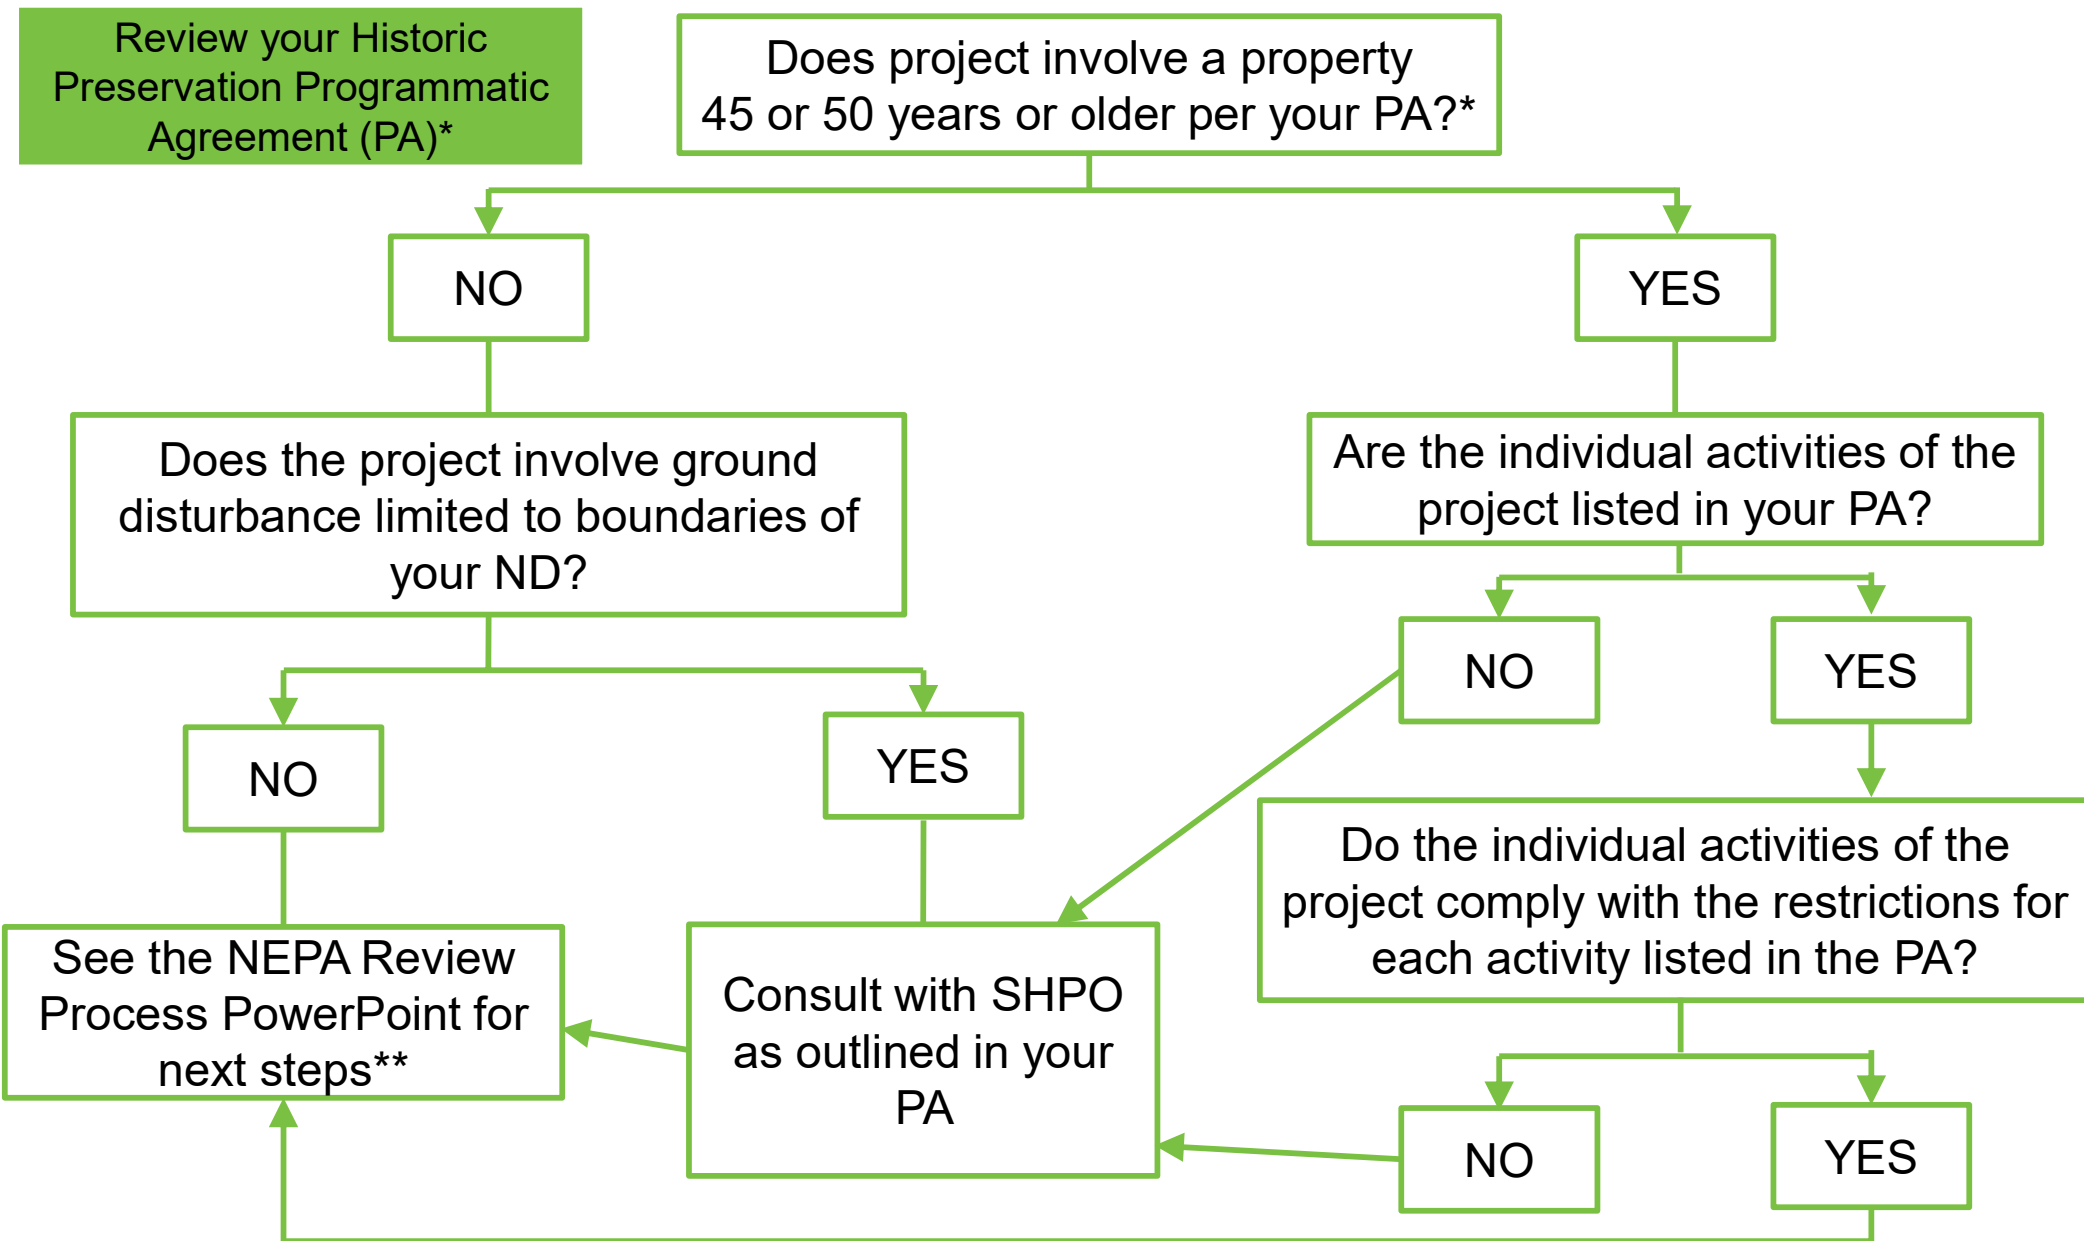 Review your Historic
Preservation Programmatic
Agreement (PA)*
Does project involve a property
45 or 50 years or older per your PA?*
NO
YES
Does the project involve ground
disturbance limited to boundaries of
your ND?
Are the individual activities of the
project listed in your PA?
NO
YES
NO
YES
Do the individual activities of the
project comply with the restrictions for
each activity listed in the PA?
See the NEPA Review
Process PowerPoint for
next steps**
Consult with SHPO
as outlined in your
PA
NO
YES